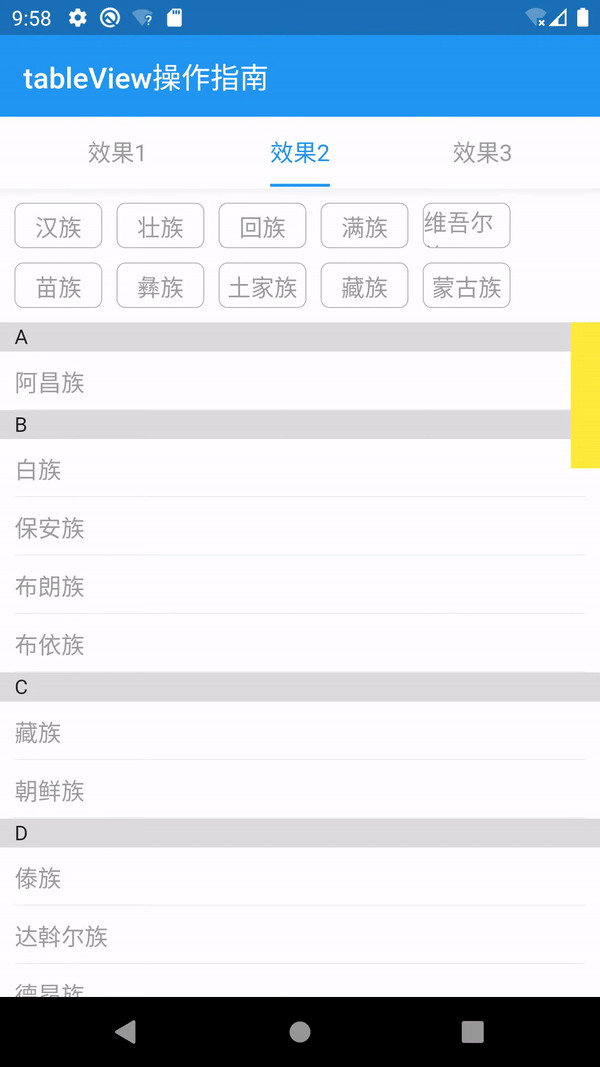 9:58
tableView操作指南
效果1 效果2 效果3
汉族 壮族 回族 满族 维吾尔
苗族 彝族 土家族 藏族 蒙古族
A
阿昌族
B
白族
保安族
布朗族
布依族
C
藏族
朝鲜族
D
傣族
达斡尔族
德昂族